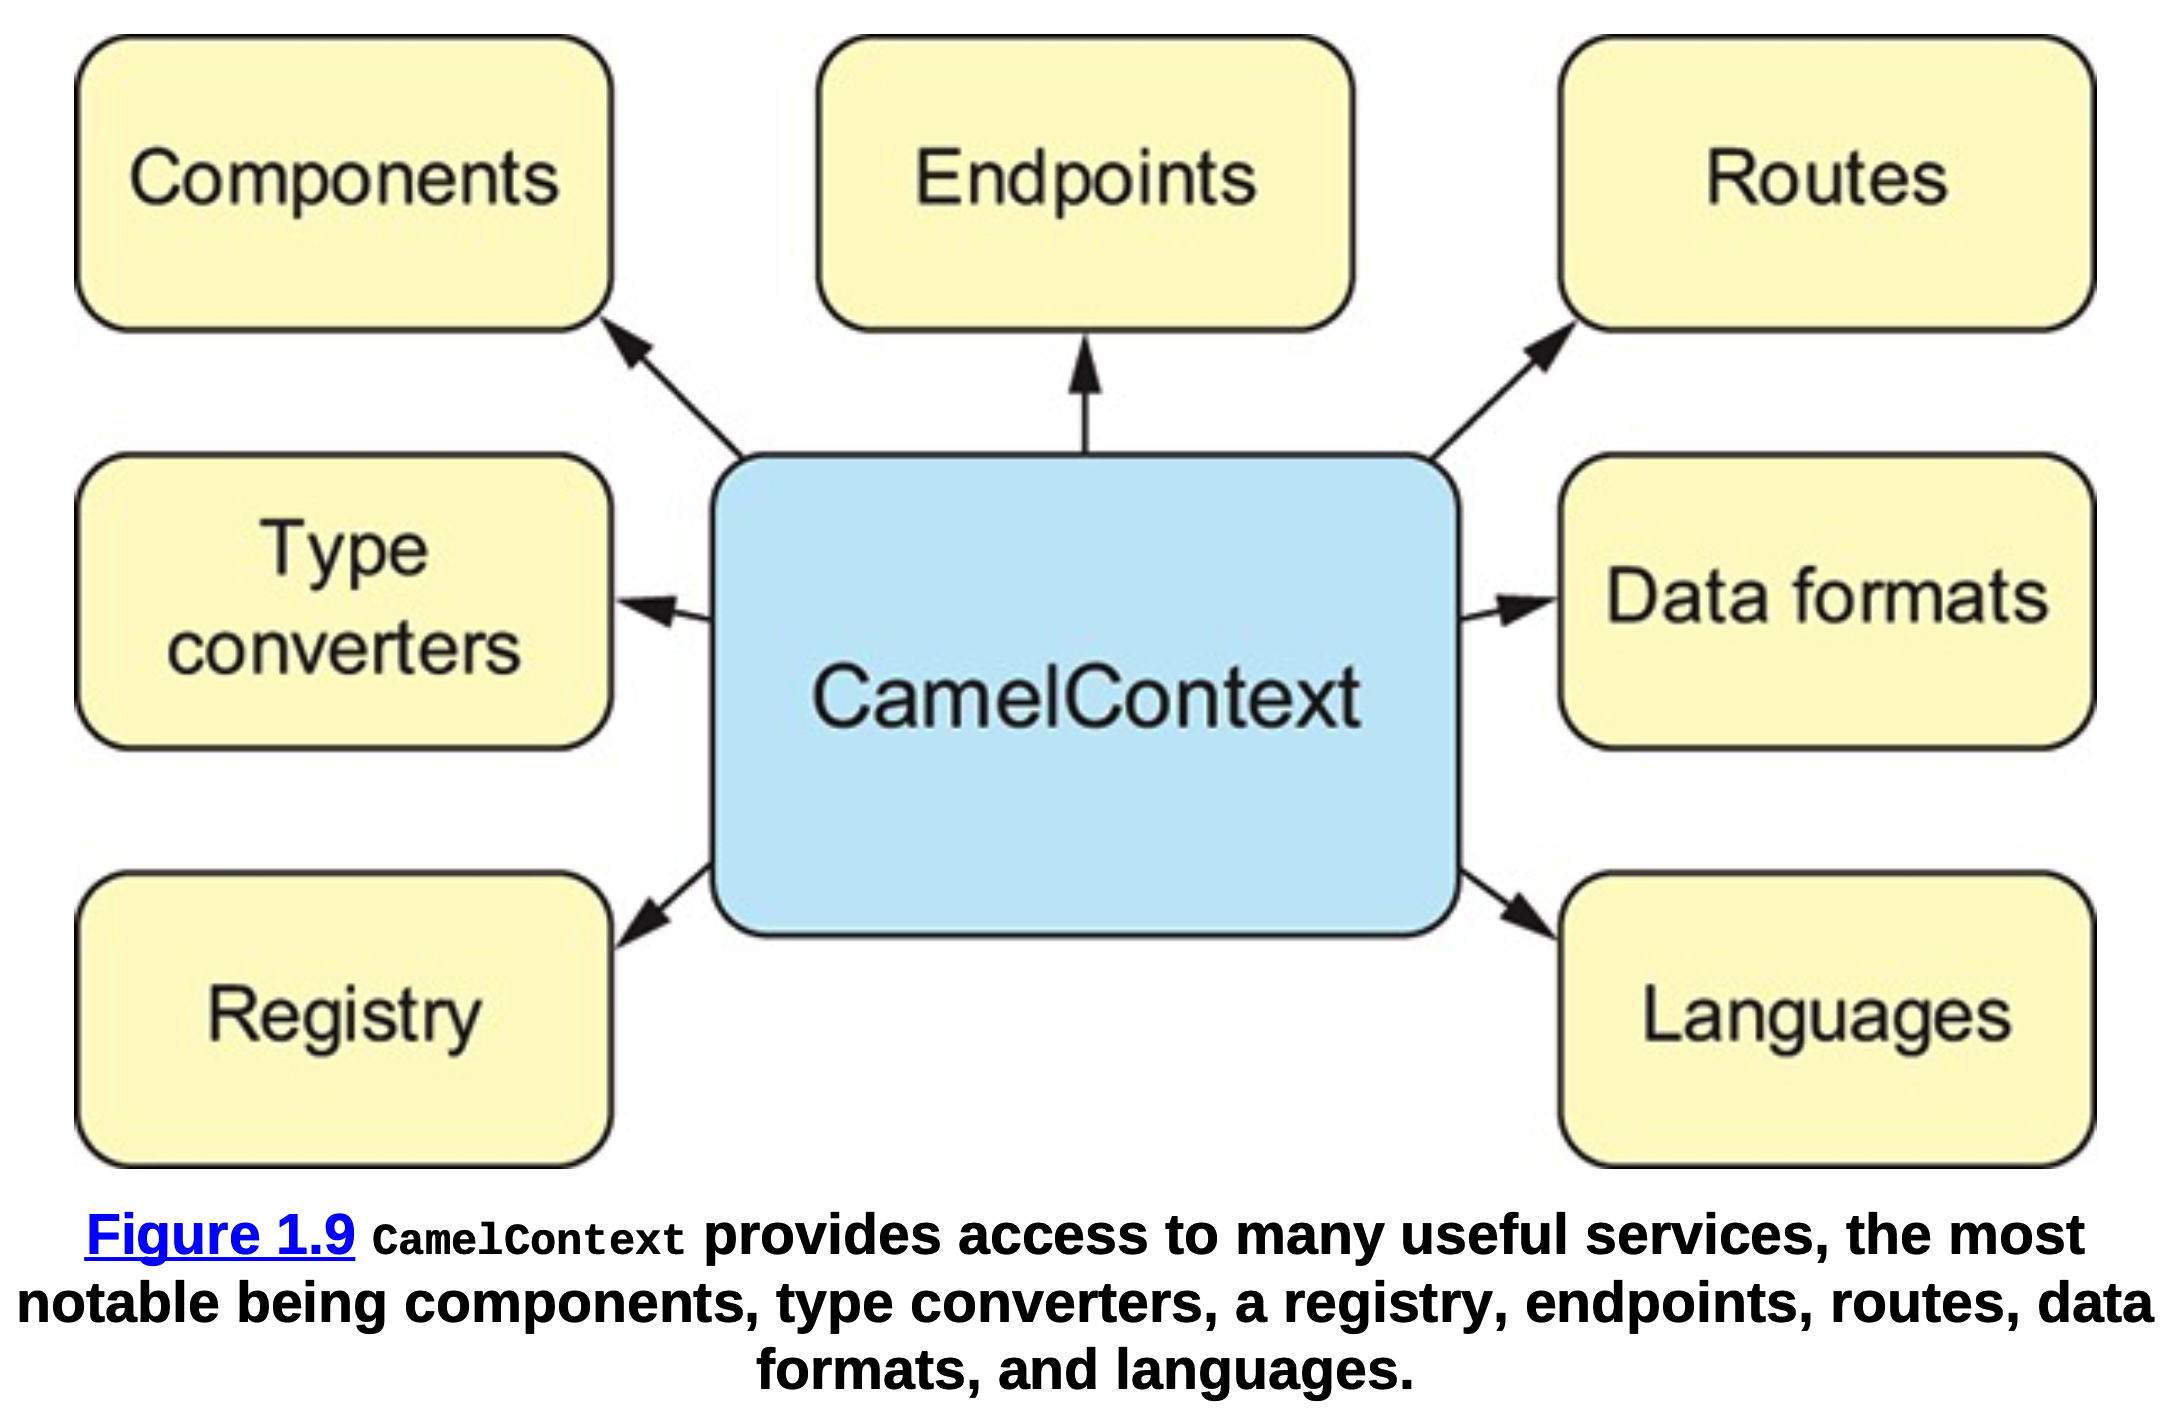 Components
Endpoints
Routes
Type
converters
CamelContext
Data formats
Registry
Languages
Figure 1.9 CamelContext provides access to many useful services, the most
notable being components, type converters, a registry, endpoints, routes, data
formats, and languages.